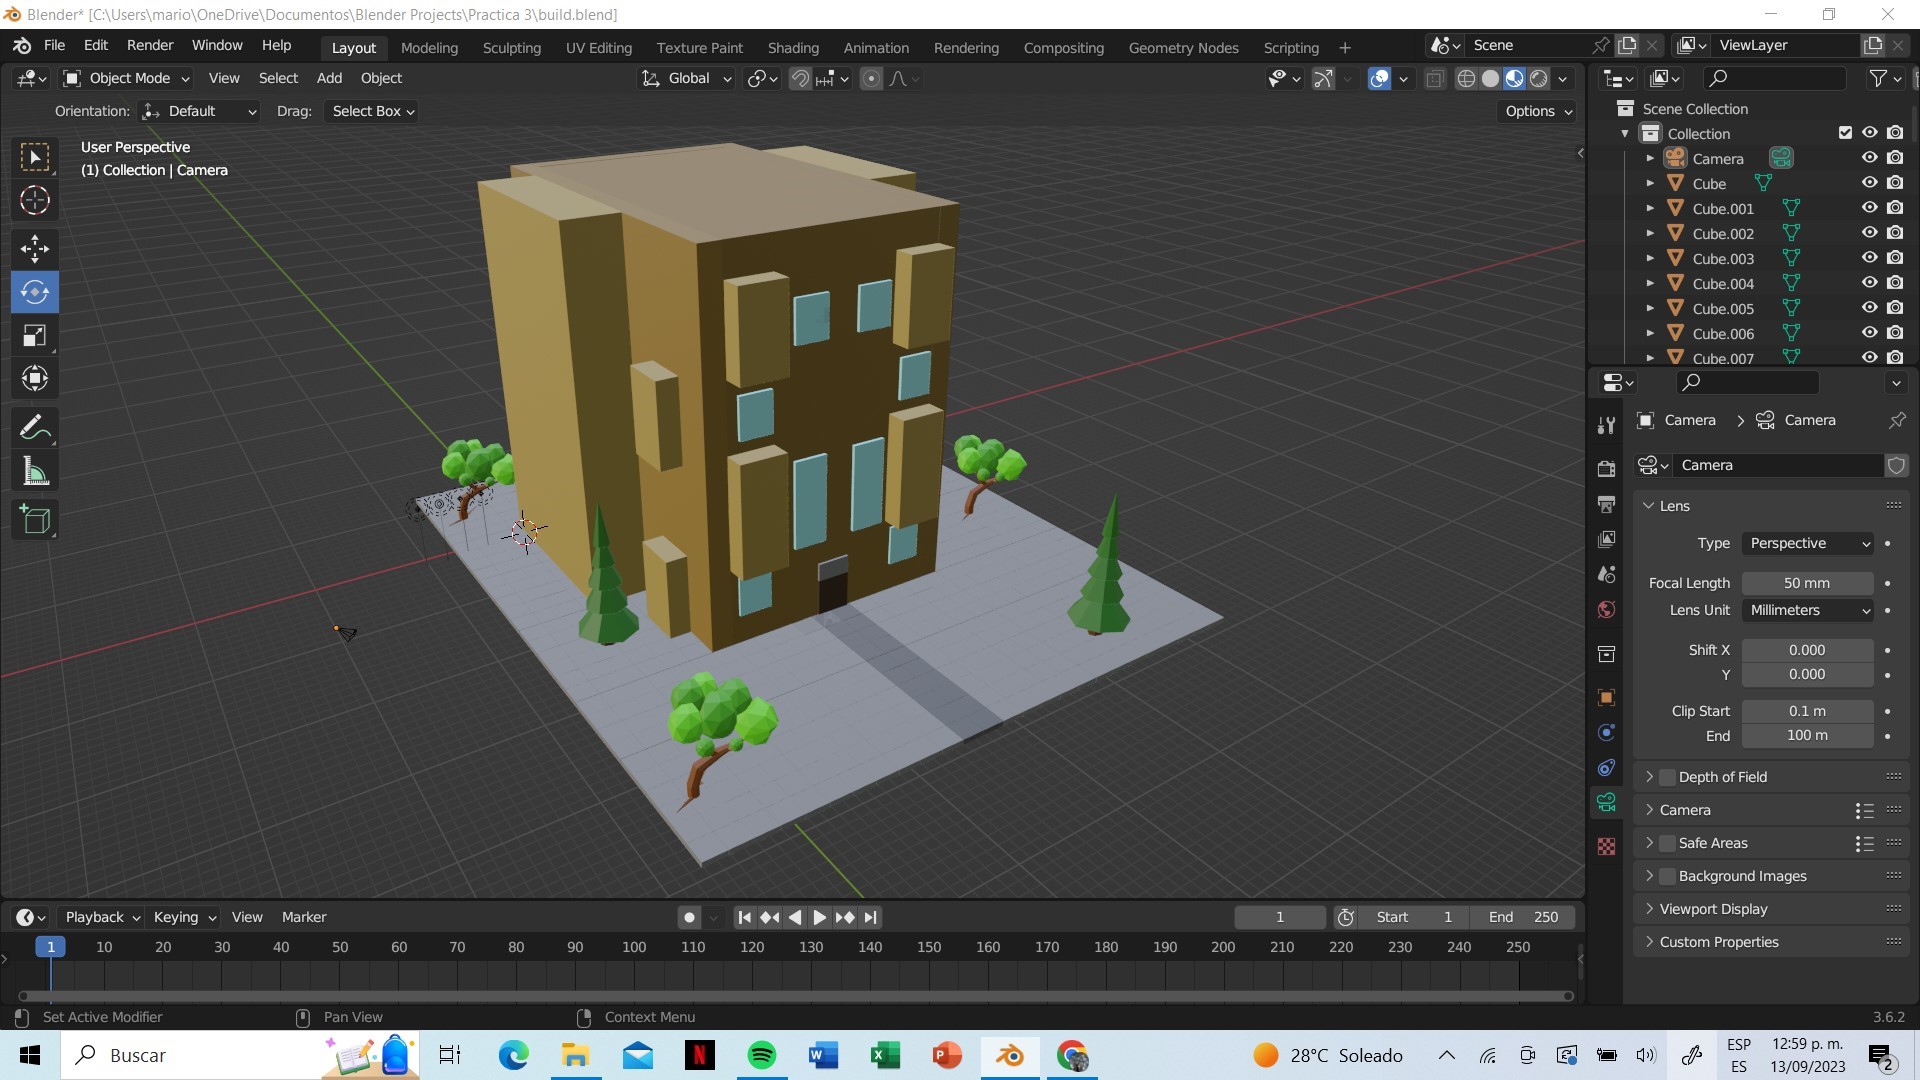 Blender* [C:\Users\mario\OneDrive\Documentos\Blender Projects\Practica 3\build.blend]
File Edit Render Window Help Layout Modeling Sculpting UV Editing Texture Paint Shading Animation Rendering Compositing Geometry Nodes Scripting + Scene ViewLayer
Object Mode View Select Add Object Global
Orientation: Default Drag: Select Box Options
User Perspective
(1) Collection | Camera
Scene Collection
Collection
Camera
Cube
Cube.001
Cube.002
Cube.003
Cube.004
Cube.005
Cube.006
Cube.007
Camera > Camera
Camera
Lens
Type Perspective
Focal Length 50 mm
Lens Unit Millimeters
Shift X 0.000
Y 0.000
Clip Start 0.1 m
End 100 m
Depth of Field
Camera
Safe Areas
Background Images
Viewport Display
Custom Properties
Playback Keying View Marker 1 Start 1 End 250
1 10 20 30 40 50 60 70 80 90 100 110 120 130 140 150 160 170 180 190 200 210 220 230 240 250
Set Active Modifier Pan View Context Menu 3.6.2
Buscar 28°C Soleado
ESP
ES
12:59 p. m.
13/09/2023
2